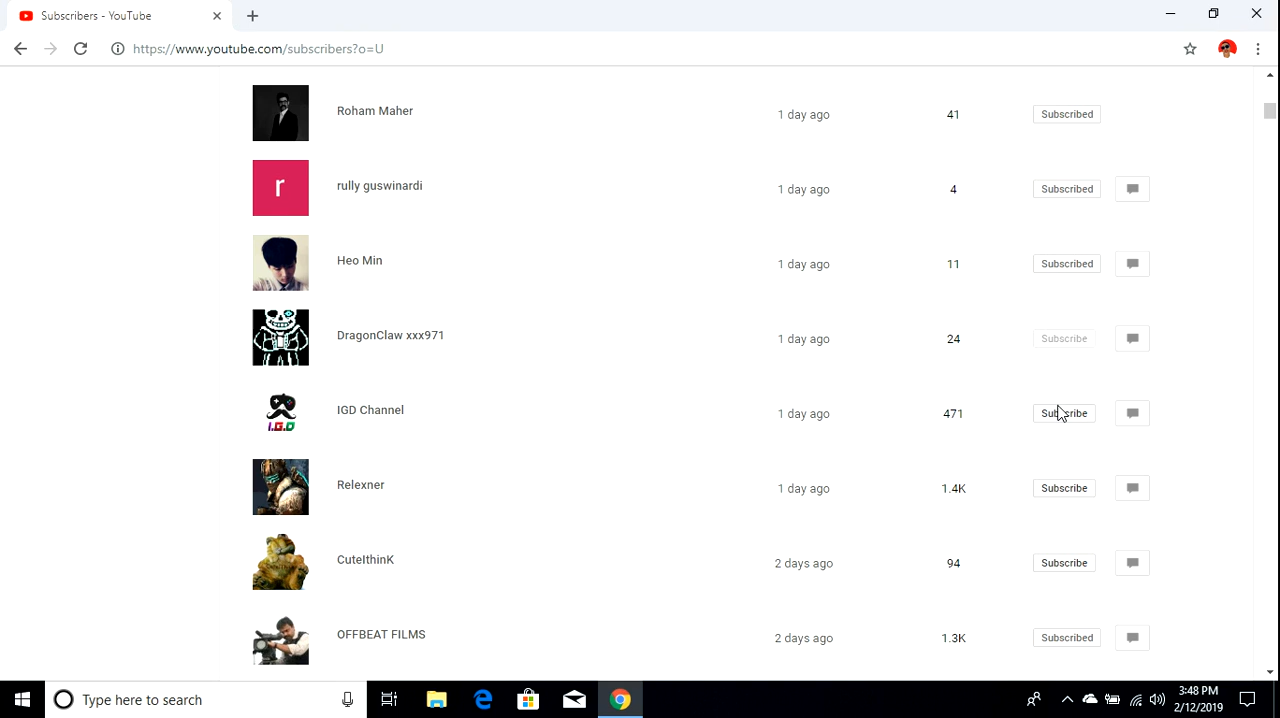 Subscribers - YouTube
https://www.youtube.com/subscribers?o=U
Roham Maher 1 day ago 41 Subscribed
r rully guswinardi 1 day ago 4 Subscribed
Heo Min 1 day ago 11 Subscribed
DragonClaw xxx971 1 day ago 24 Subscribe
I.G.D IGD Channel 1 day ago 471 Subscribe
Relexner 1 day ago 1.4K Subscribe
CuteIthinK 2 days ago 94 Subscribe
OFFBEAT FILMS 2 days ago 1.3K Subscribed
Type here to search
3:48 PM
2/12/2019